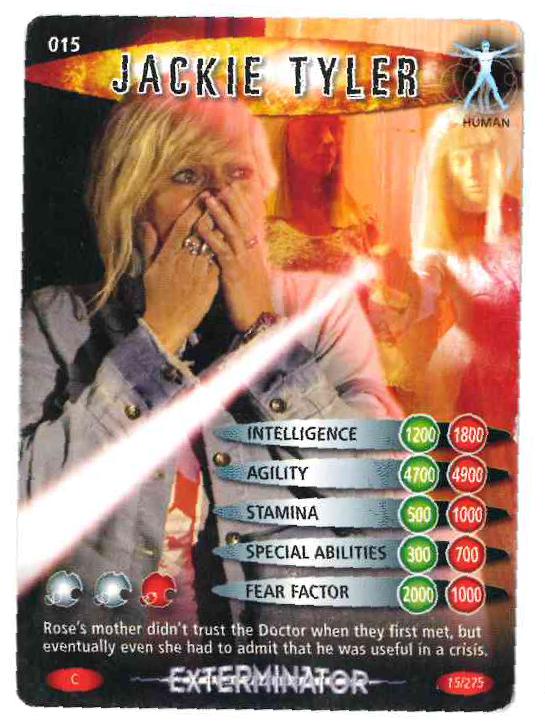 015
JACKIE TYLER
HUMAN
INTELLIGENCE 1200 1800
AGILITY 4700 4900
STAMINA 500 1000
SPECIAL ABILITIES 300 700
FEAR FACTOR 2000 1000
Rose's mother didn't trust the Doctor when they first met, but
eventually even she had to admit that he was useful in a crisis.
C EXTERMINATOR 15/275